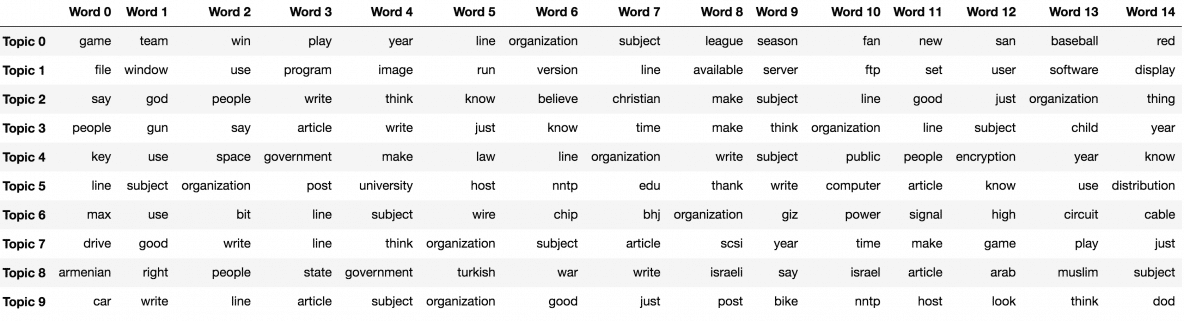 Word 0 Word 1 Word 2 Word 3 Word 4 Word 5 Word 6 Word 7 Word 8 Word 9 Word 10 Word 11 Word 12 Word 13 Word 14
Topic 0 game team win play year line organization subject league season fan new san baseball red
Topic 1 file window use program image run version line available server ftp set user software display
Topic 2 say god people write think know believe christian make subject line good just organization thing
Topic 3 people gun say article write just know time make think organization line subject child year
Topic 4 key use space government make law line organization write subject public people encryption year know
Topic 5 line subject organization post university host nntp edu thank write computer article know use distribution
Topic 6 max use bit line subject wire chip bhj organization giz power signal high circuit cable
Topic 7 drive good write line think organization subject article scsi year time make game play just
Topic 8 armenian right people state government turkish war write israeli say israel article arab muslim subject
Topic 9 car write line article subject organization good just post bike nntp host look think dod